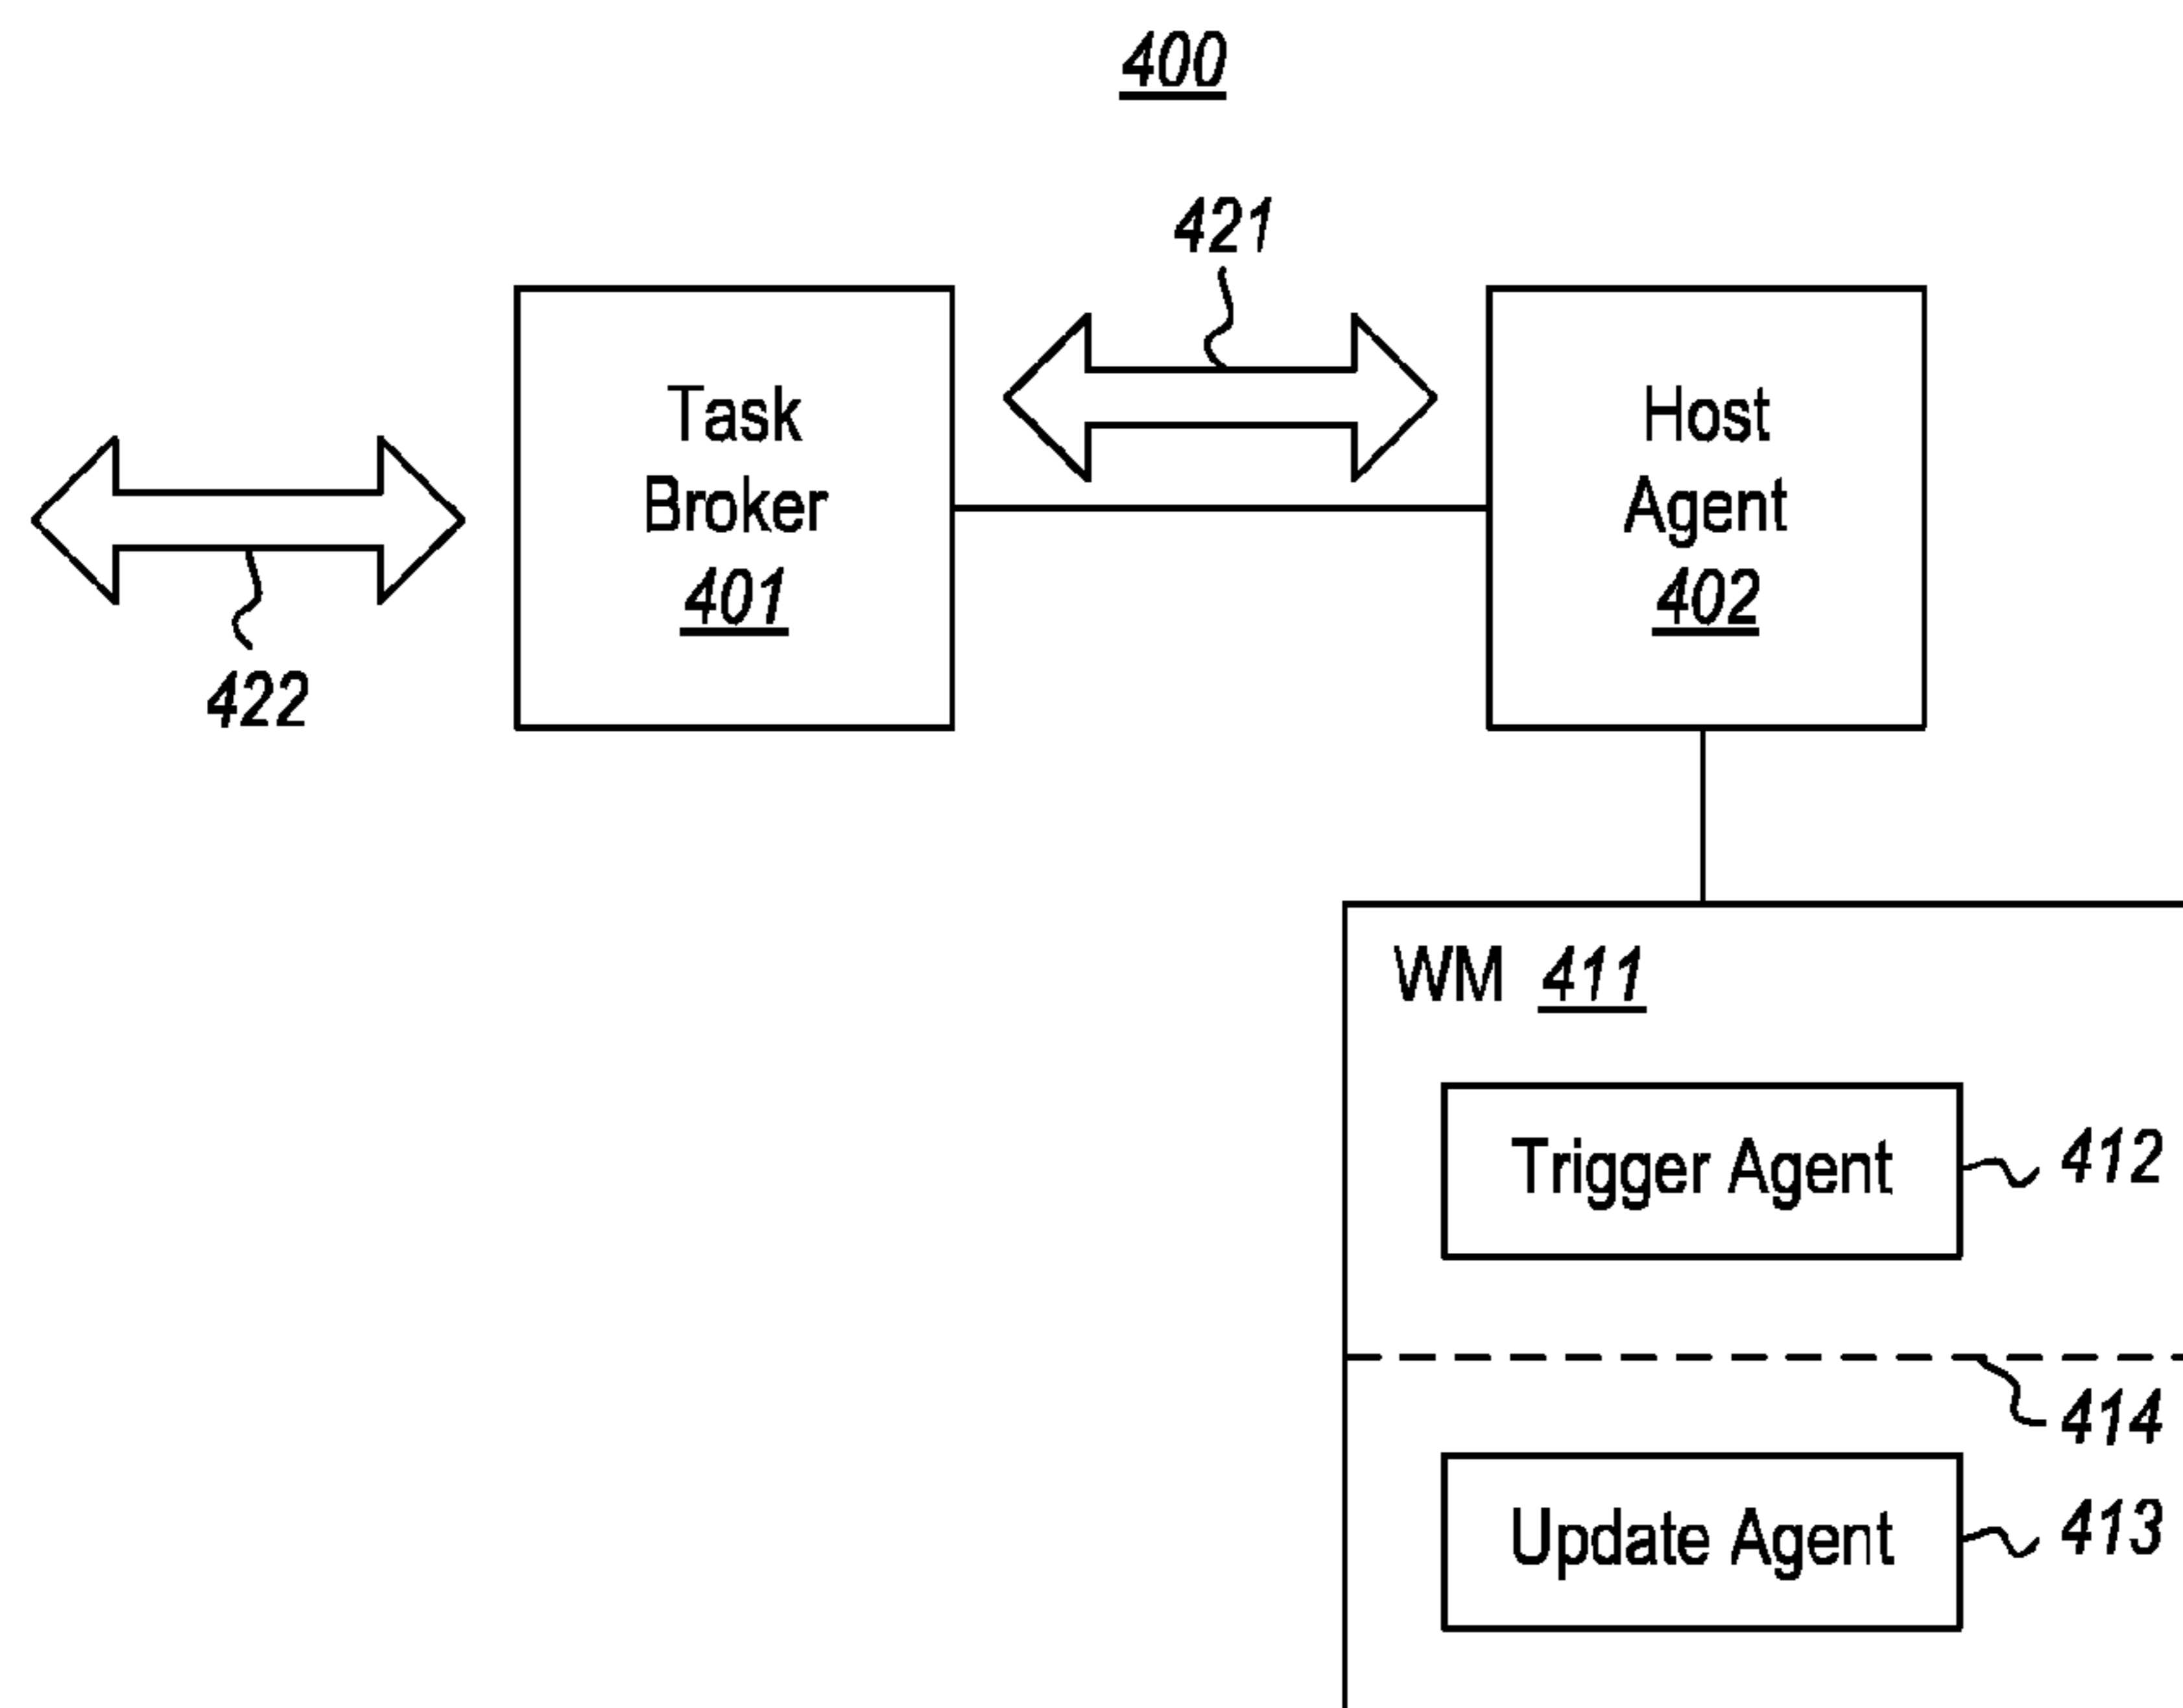 400
421
Task
Broker
401
Host
Agent
402
422
WM 411
Trigger Agent
412
414
Update Agent
413